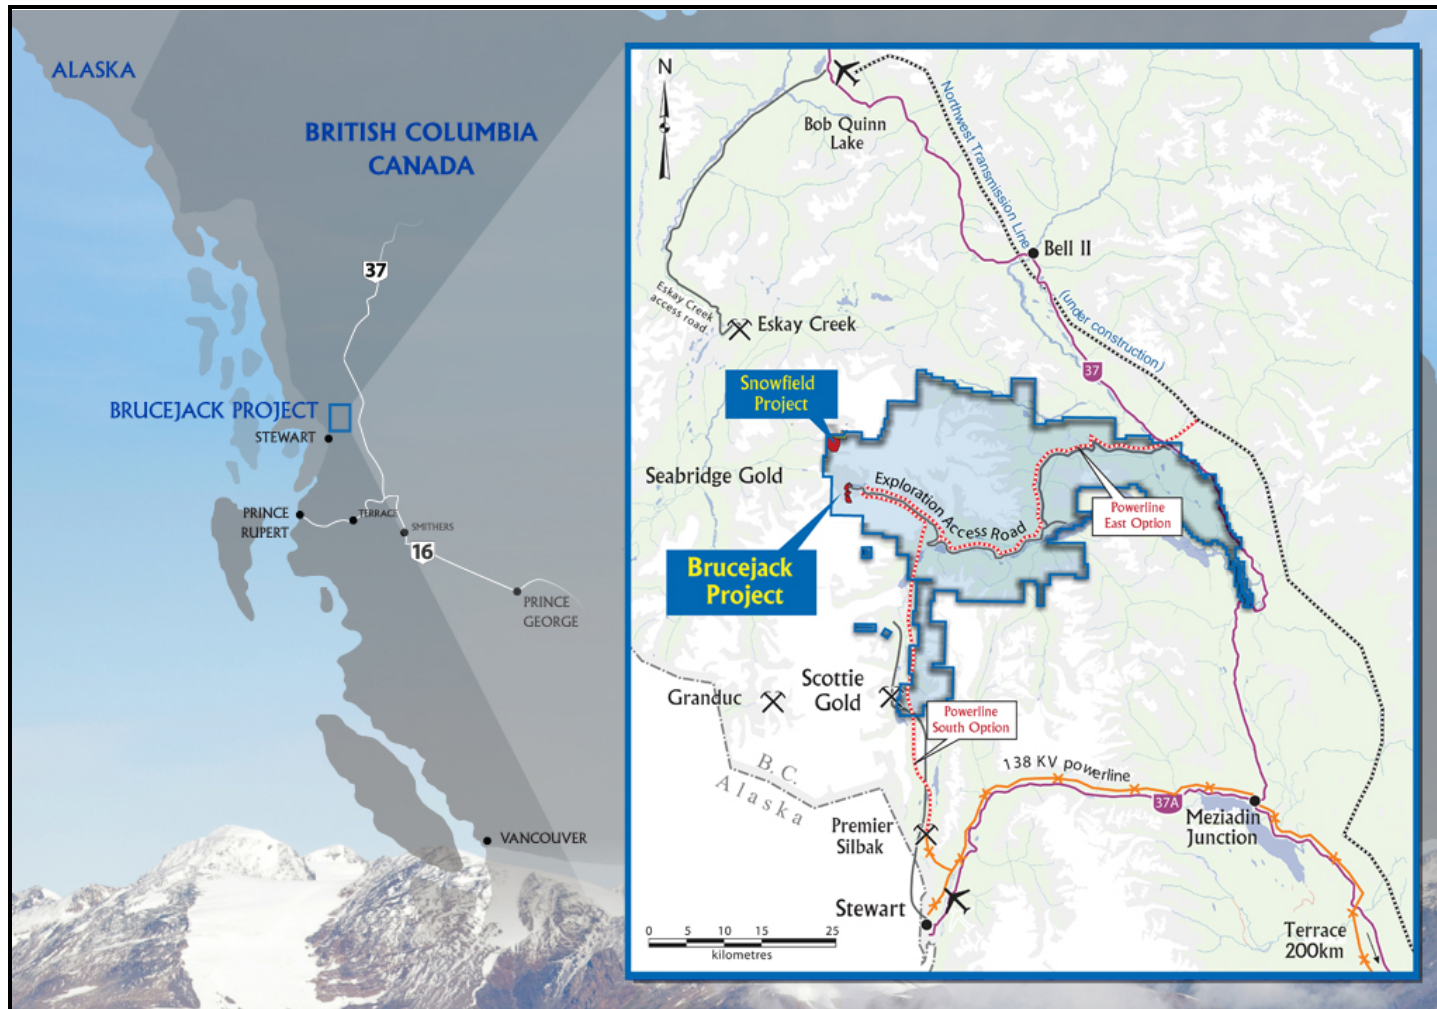 ALASKA
BRITISH COLUMBIA
CANADA
37
BRUCEJACK PROJECT
STEWART
PRINCE
RUPERT
TERRACE
SMITHERS
16
PRINCE
GEORGE
VANCOUVER
N
Bob Quinn
Lake
Northwest Transmission Line
(under construction)
Bell II
Eskay Creek
access road
Eskay Creek
37
Snowfield
Project
Seabridge Gold
Exploration Access Road
Powerline
East Option
Brucejack
Project
Scottie
Gold
Granduc
Powerline
South Option
B.C.
Alaska
138 KV powerline
37A
Meziadin
Junction
Premier
Silbak
Stewart
Terrace
200km
0 5 10 15 25
kilometres